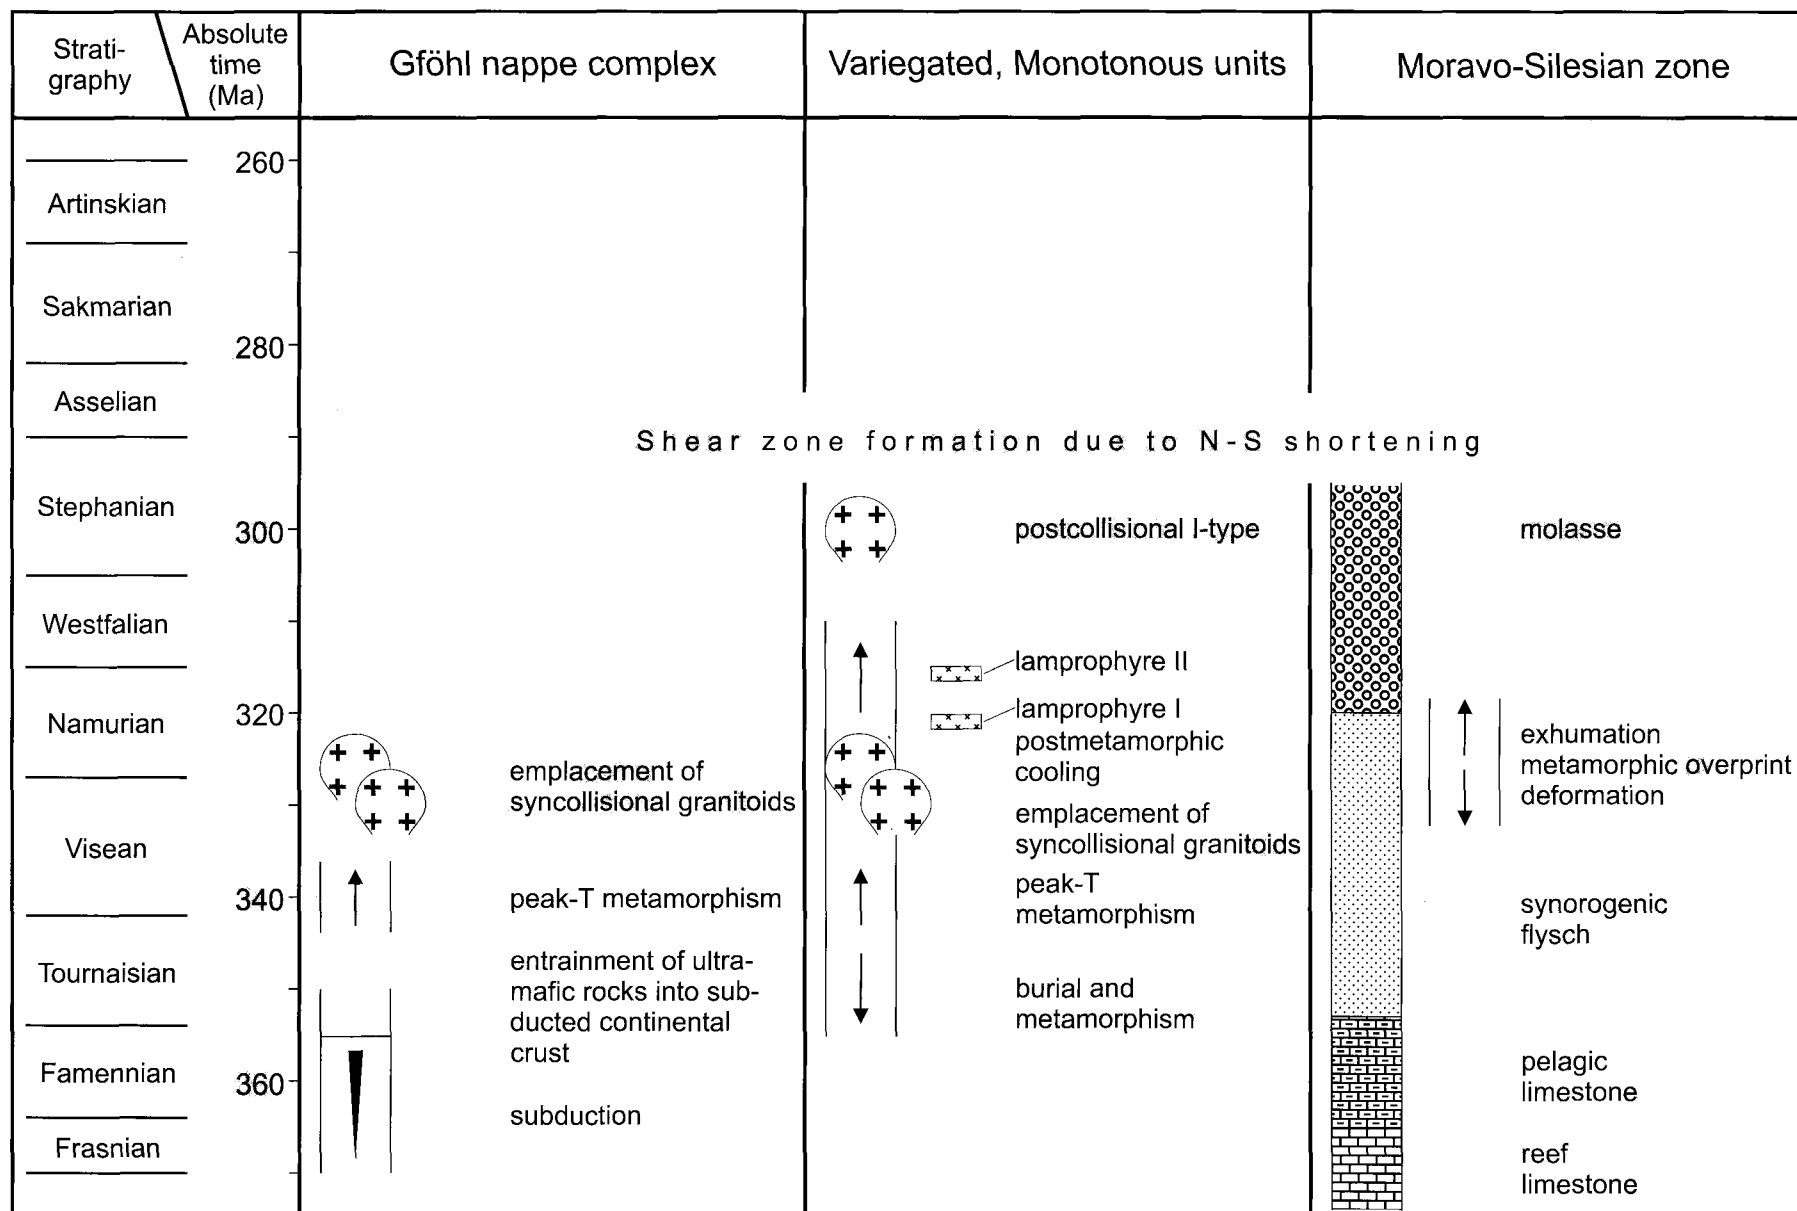 Strati-
graphy
Absolute
time
(Ma)
Gföhl nappe complex
Variegated, Monotonous units
Moravo-Silesian zone
260
Artinskian
Sakmarian
280
Asselian
Shear zone formation due to N-S shortening
Stephanian
300
postcollisional I-type
molasse
Westfalian
lamprophyre II
Namurian
320
lamprophyre I
postmetamorphic
cooling
exhumation
metamorphic overprint
deformation
emplacement of
syncollisional granitoids
emplacement of
syncollisional granitoids
Visean
340
peak-T metamorphism
peak-T
metamorphism
synorogenic
flysch
Tournaisian
entrainment of ultra-
mafic rocks into sub-
ducted continental
crust
burial and
metamorphism
Famennian
360
pelagic
limestone
subduction
Frasnian
reef
limestone